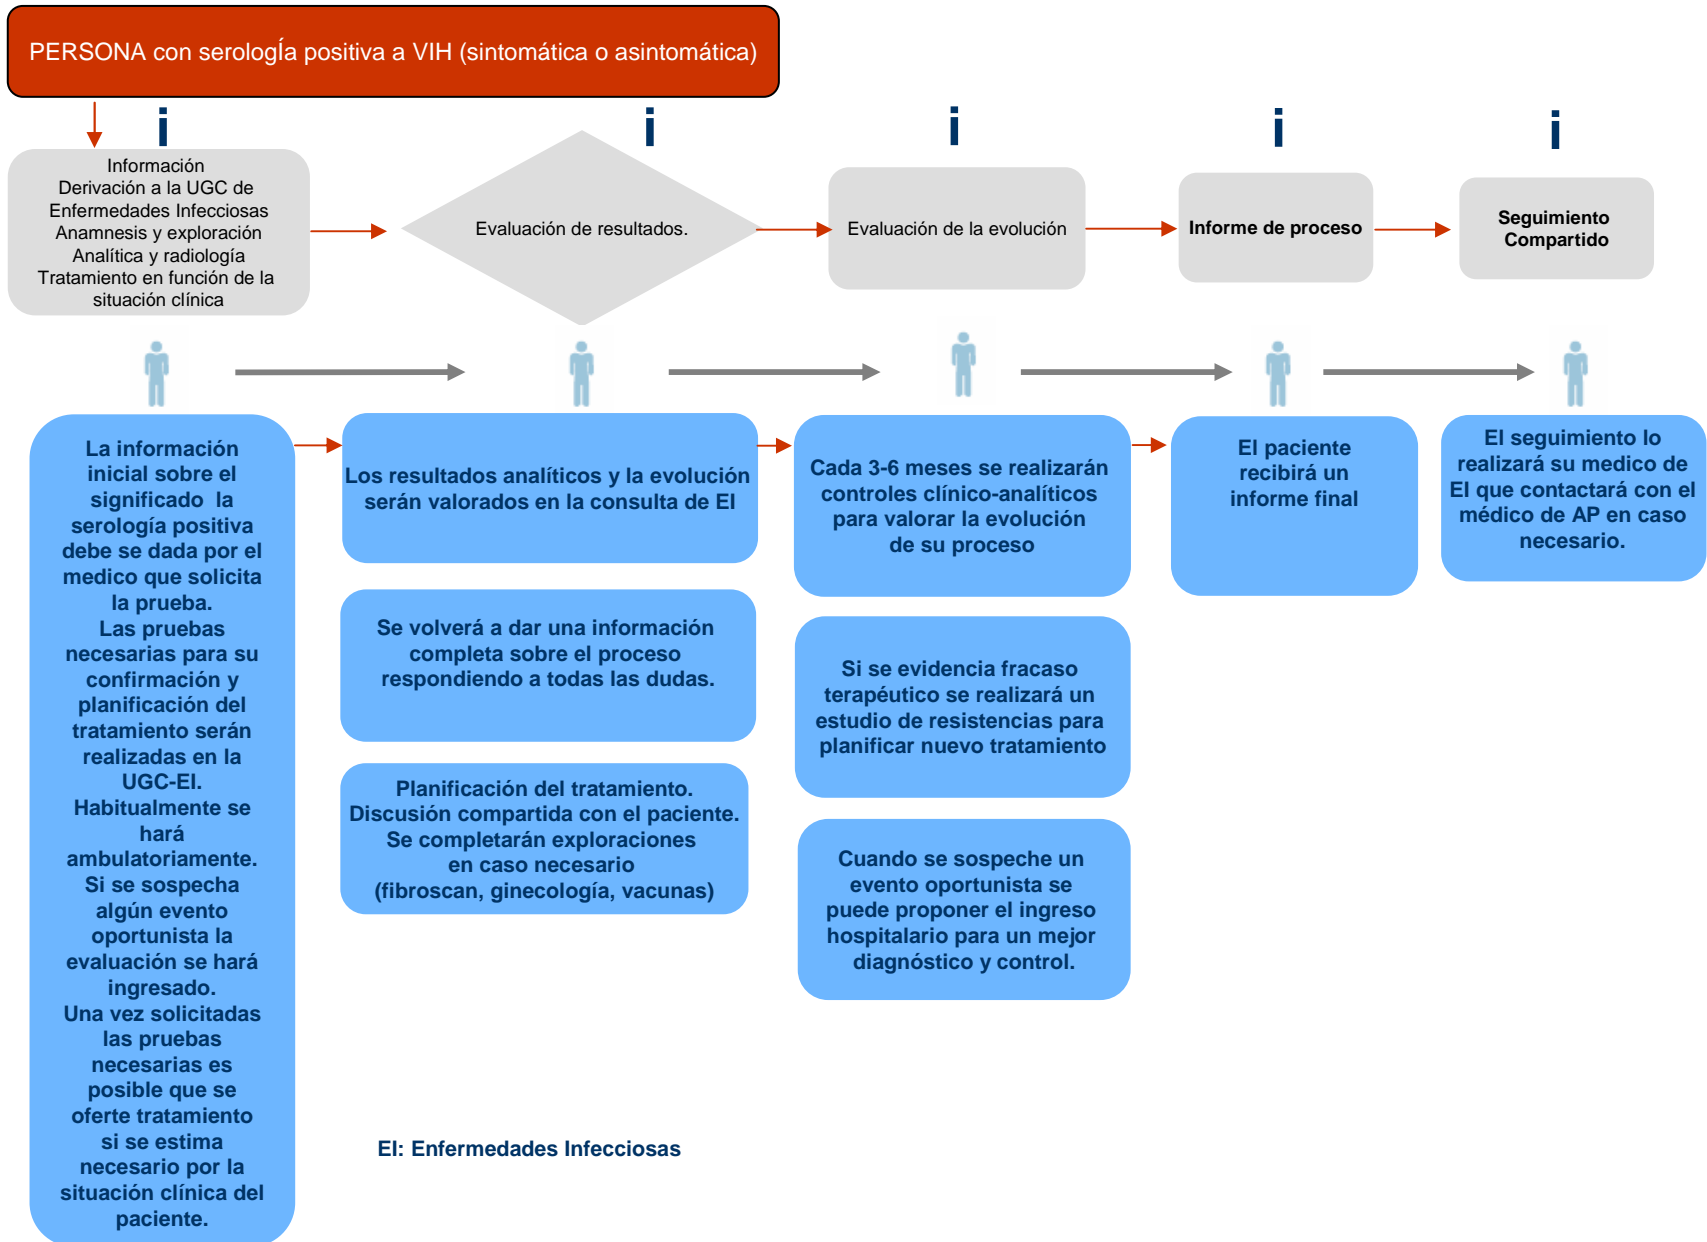 PERSONA con serologÍa positiva a VIH (sintomática o asintomática)
i
i
i
i
i
Información
Derivación a la UGC de
Enfermedades Infecciosas
Anamnesis y exploración
Analítica y radiología
Tratamiento en función de la
situación clínica
Evaluación de resultados.
Evaluación de la evolución
Informe de proceso
Seguimiento
Compartido
La información
inicial sobre el
significado la
serología positiva
debe se dada por el
medico que solicita
la prueba.
Las pruebas
necesarias para su
confirmación y
planificación del
tratamiento serán
realizadas en la
UGC-EI.
Habitualmente se
hará
ambulatoriamente.
Si se sospecha
algún evento
oportunista la
evaluación se hará
ingresado.
Una vez solicitadas
las pruebas
necesarias es
posible que se
oferte tratamiento
si se estima
necesario por la
situación clínica del
paciente.
Los resultados analíticos y la evolución
serán valorados en la consulta de EI
Se volverá a dar una información
completa sobre el proceso
respondiendo a todas las dudas.
Planificación del tratamiento.
Discusión compartida con el paciente.
Se completarán exploraciones
en caso necesario
(fibroscan, ginecología, vacunas)
Cada 3-6 meses se realizarán
controles clínico-analíticos
para valorar la evolución
de su proceso
Si se evidencia fracaso
terapéutico se realizará un
estudio de resistencias para
planificar nuevo tratamiento
Cuando se sospeche un
evento oportunista se
puede proponer el ingreso
hospitalario para un mejor
diagnóstico y control.
El paciente
recibirá un
informe final
El seguimiento lo
realizará su medico de
EI que contactará con el
médico de AP en caso
necesario.
EI: Enfermedades Infecciosas